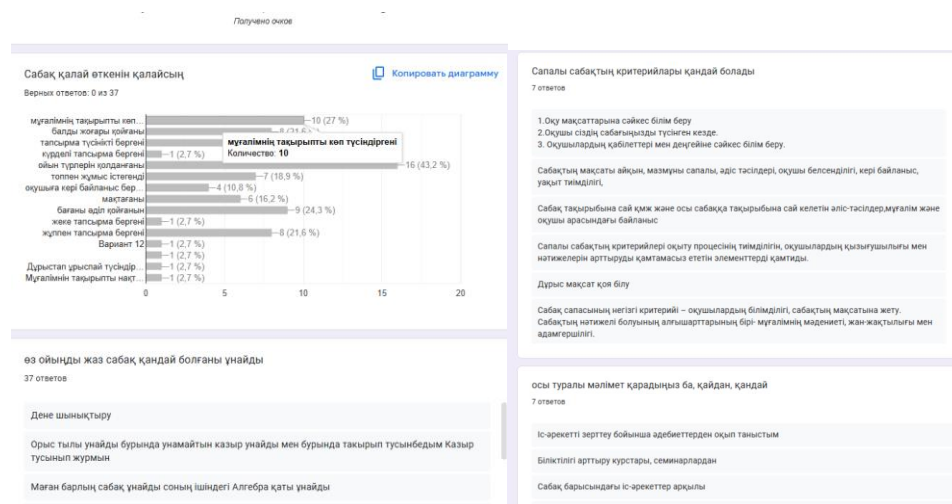 Получено очков
Сабақ қалай өткенін қалайсың
Копировать диаграмму
Верных ответов: 0 из 37
мұғалімнің тақырыпты көп...
10 (27 %)
балды жоғары қойғаны
8 (21,6 %)
тапсырма түсінікті бергені
мұғалімнің тақырыпты көп түсіндіргені
Количество: 10
күрделі тапсырма бергені
1 (2,7 %)
ойын түрлерін қолданғаны
16 (43,2 %)
топпен жұмыс істегенді
7 (18,9 %)
оқушыға кері байланыс бер...
4 (10,8 %)
мақтағаны
6 (16,2 %)
бағаны әділ қойғанын
9 (24,3 %)
жеке тапсырма бергені
1 (2,7 %)
жұппен тапсырма бергені
8 (21,6 %)
Вариант 12
1 (2,7 %)
1 (2,7 %)
Дұрыстап ұрыспай түсіндір...
1 (2,7 %)
Мұғалімнін тақырыпты нақт...
1 (2,7 %)
0 5 10 15 20
өз ойыңды жаз сабақ қандай болғаны ұнайды
37 ответов
Дене шынықтыру
Орыс тылы унайды бурында унамайтын казыр унайды мен бурында такырып тусынбедым Казыр
тусынып журмын
Маған барлың сабақ ұнайды соның ішіндегі Алгебра қаты ұнайды
Сапалы сабақтың критерийлары қандай болады
7 ответов
1.Оқу мақсаттарына сәйкес білім беру
2.Оқушы сіздің сабағыңызды түсінген кезде.
3. Оқушылардың қабілеттері мен деңгейіне сәйкес білім беру.
Сабақтың мақсаты айқын, мазмуны сапалы, әдіс тәсілдері, оқушы белсенділігі, кері байланыс,
уақыт тиімділігі,
Сабақ тақырыбына сай қмж және осы сабаққа тақырыбына сай келетін әліс-тәсілдер,мұғалім және
оқушы арасындағы байланыс
Сапалы сабақтың критерийлері оқыту процесінің тиімділігін, оқушылардың қызығушылығы мен
нәтижелерін арттыруды қамтамасыз ететін элементтерді қамтиды.
Дұрыс мақсат қоя білу
Сабақ сапасының негізгі критерийі – оқушылардың білімділігі, сабақтың мақсатына жету.
Сабақтың нәтижелі болуының алғышарттарының бірі- мұғалімнің мәдениеті, жан-жақтылығы мен
адамгершілігі.
осы туралы мәлімет қарадыңыз ба, қайдан, қандай
7 ответов
Іс-әрекетті зерттеу бойынша әдебиеттерден оқып таныстым
Біліктілігі арттыру курстары, семинарлардан
Сабақ барысындағы іс-әрекеттер арқылы